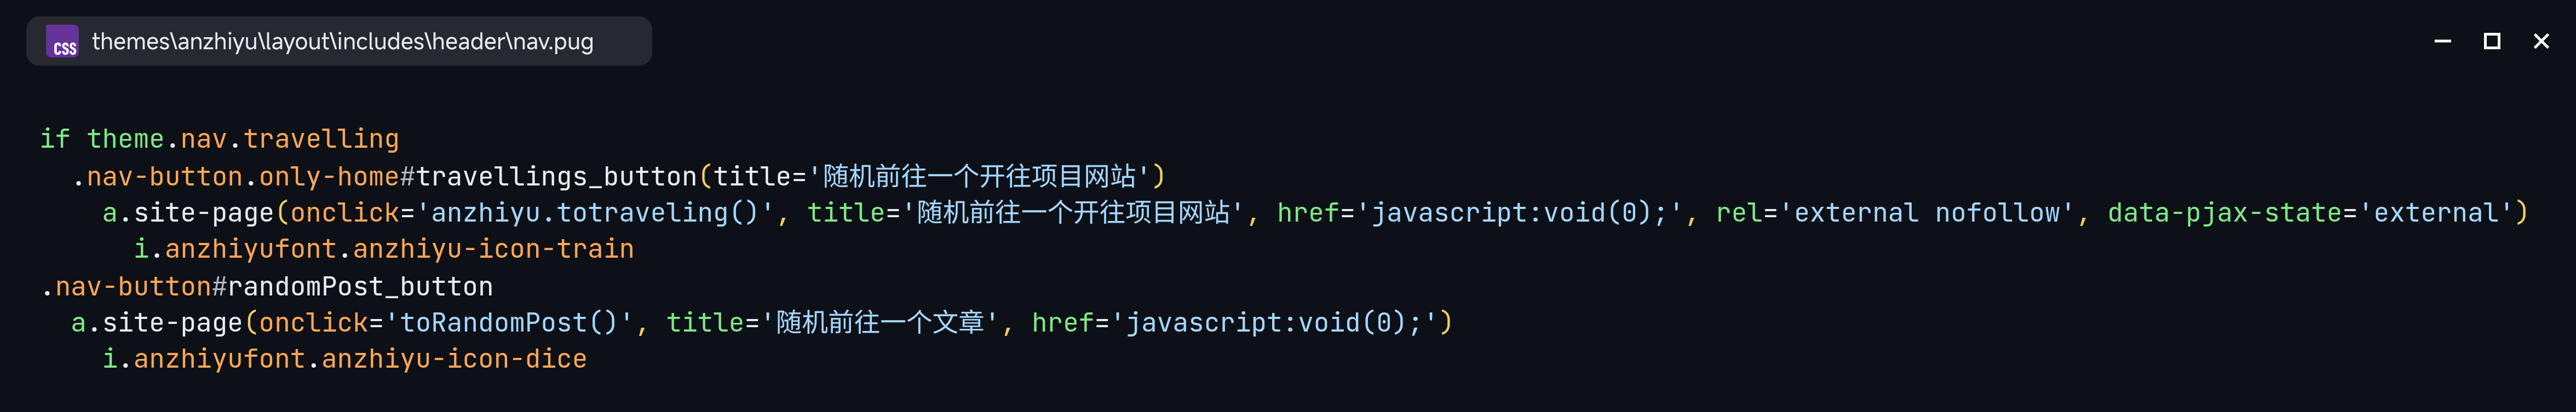 CSS themes\anzhiyu\layout\includes\header\nav.pug
if theme.nav.travelling
  .nav-button.only-home#travellings_button(title='随机前往一个开往项目网站')
    a.site-page(onclick='anzhiyu.totraveling()', title='随机前往一个开往项目网站', href='javascript:void(0);', rel='external nofollow', data-pjax-state='external')
      i.anzhiyufont.anzhiyu-icon-train
.nav-button#randomPost_button
  a.site-page(onclick='toRandomPost()', title='随机前往一个文章', href='javascript:void(0);')
    i.anzhiyufont.anzhiyu-icon-dice